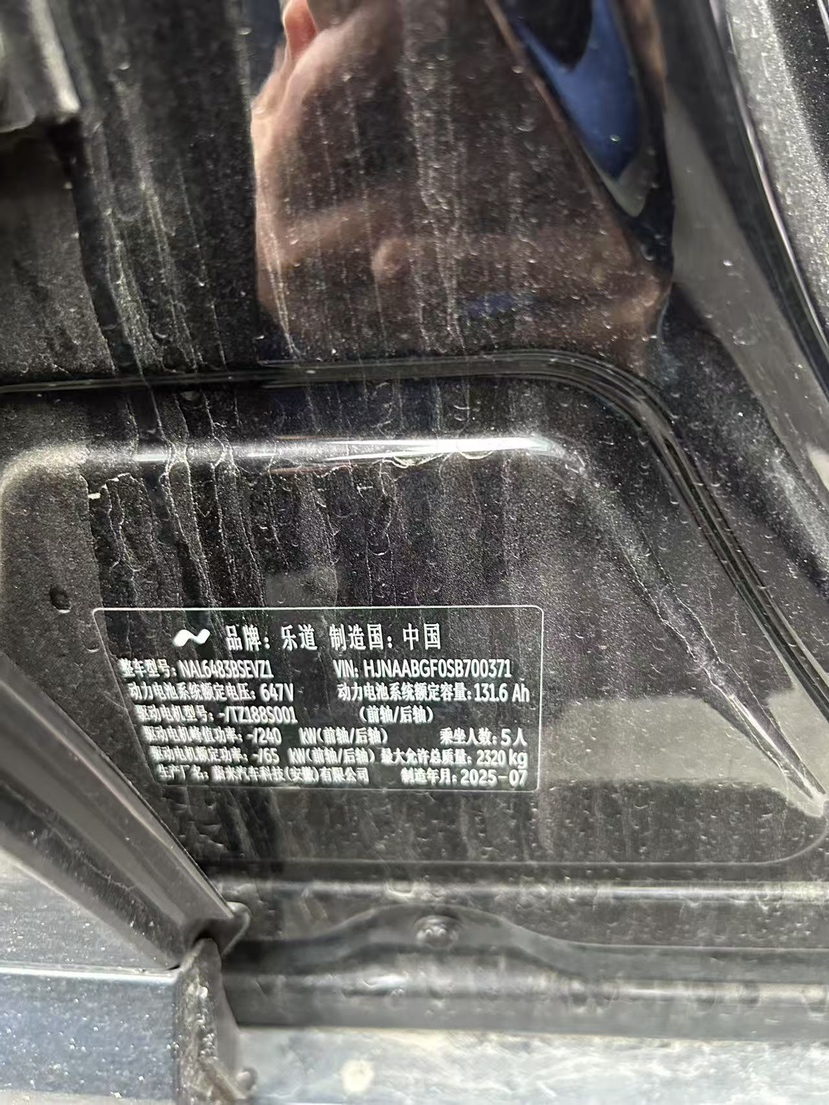 品牌：乐道 制造国：中国
整车型号：NAL6483BSEVZ1 VIN：HJNAABGF0SB700371
动力电池系统额定电压：647V 动力电池系统额定容量：131.6 Ah
驱动电机型号：-/TZ188S001 （前轴/后轴）
驱动电机峰值功率：-/240 kW(前轴/后轴) 乘坐人数：5人
驱动电机额定功率：-/65 kW(前轴/后轴) 最大允许总质量：2320 kg
生产厂名：蔚来汽车科技(安徽)有限公司 制造年月：2025-07